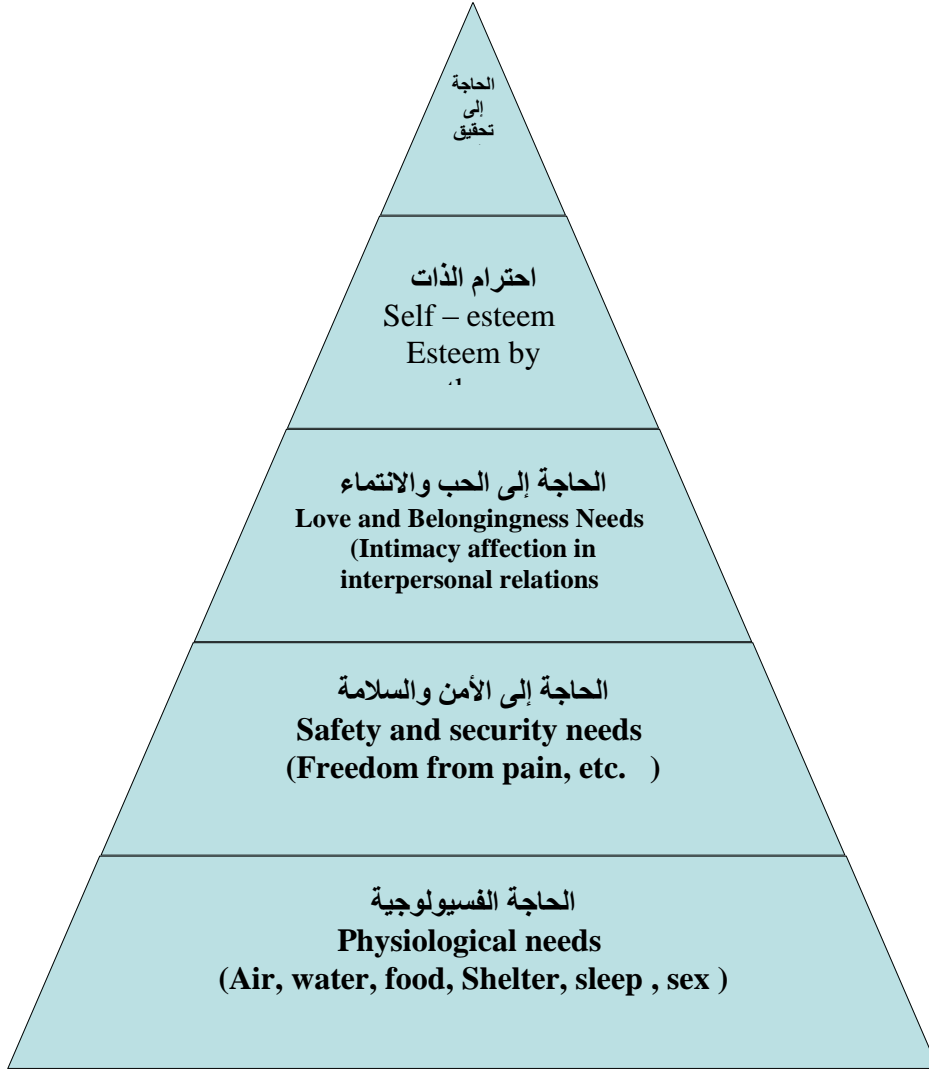 الحاجة
إلى
تحقيق
احترام الذات
Self – esteem
Esteem by
الحاجة إلى الحب والانتماء
Love and Belongingness Needs
(Intimacy affection in
interpersonal relations
الحاجة إلى الأمن والسلامة
Safety and security needs
(Freedom from pain, etc. )
الحاجة الفسيولوجية
Physiological needs
(Air, water, food, Shelter, sleep , sex )